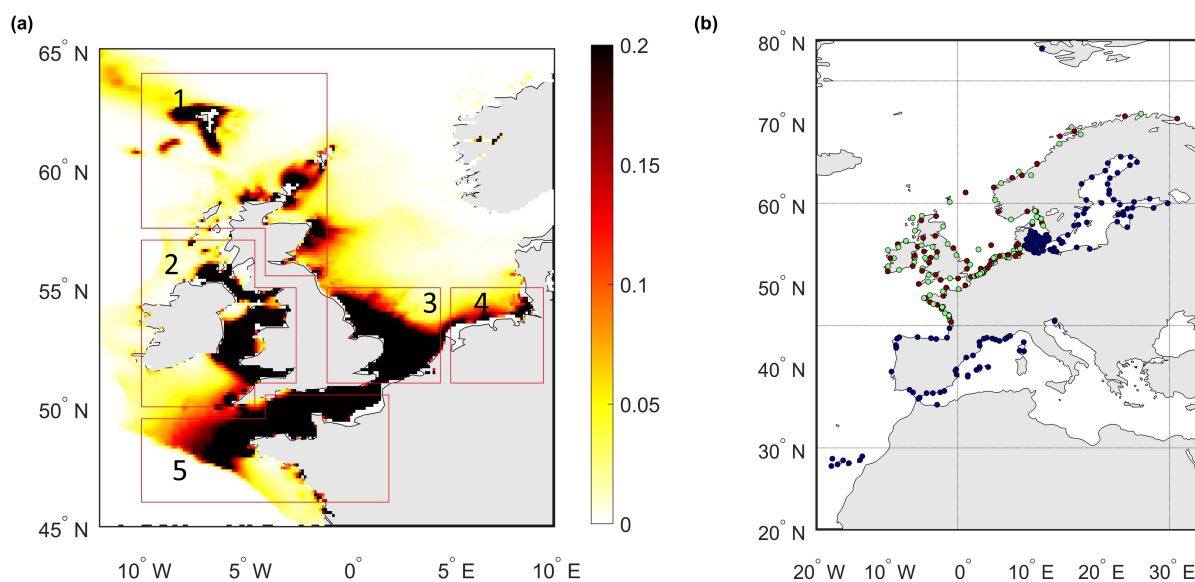 (a)
65° N
60° N
55° N
50° N
45° N
10° W
5° W
0°
5° E
10° E
1
2
3
4
5
0.2
0.15
0.1
0.05
0
(b)
80° N
70° N
60° N
50° N
40° N
30° N
20° N
20° W
10° W
0°
10° E
20° E
30° E